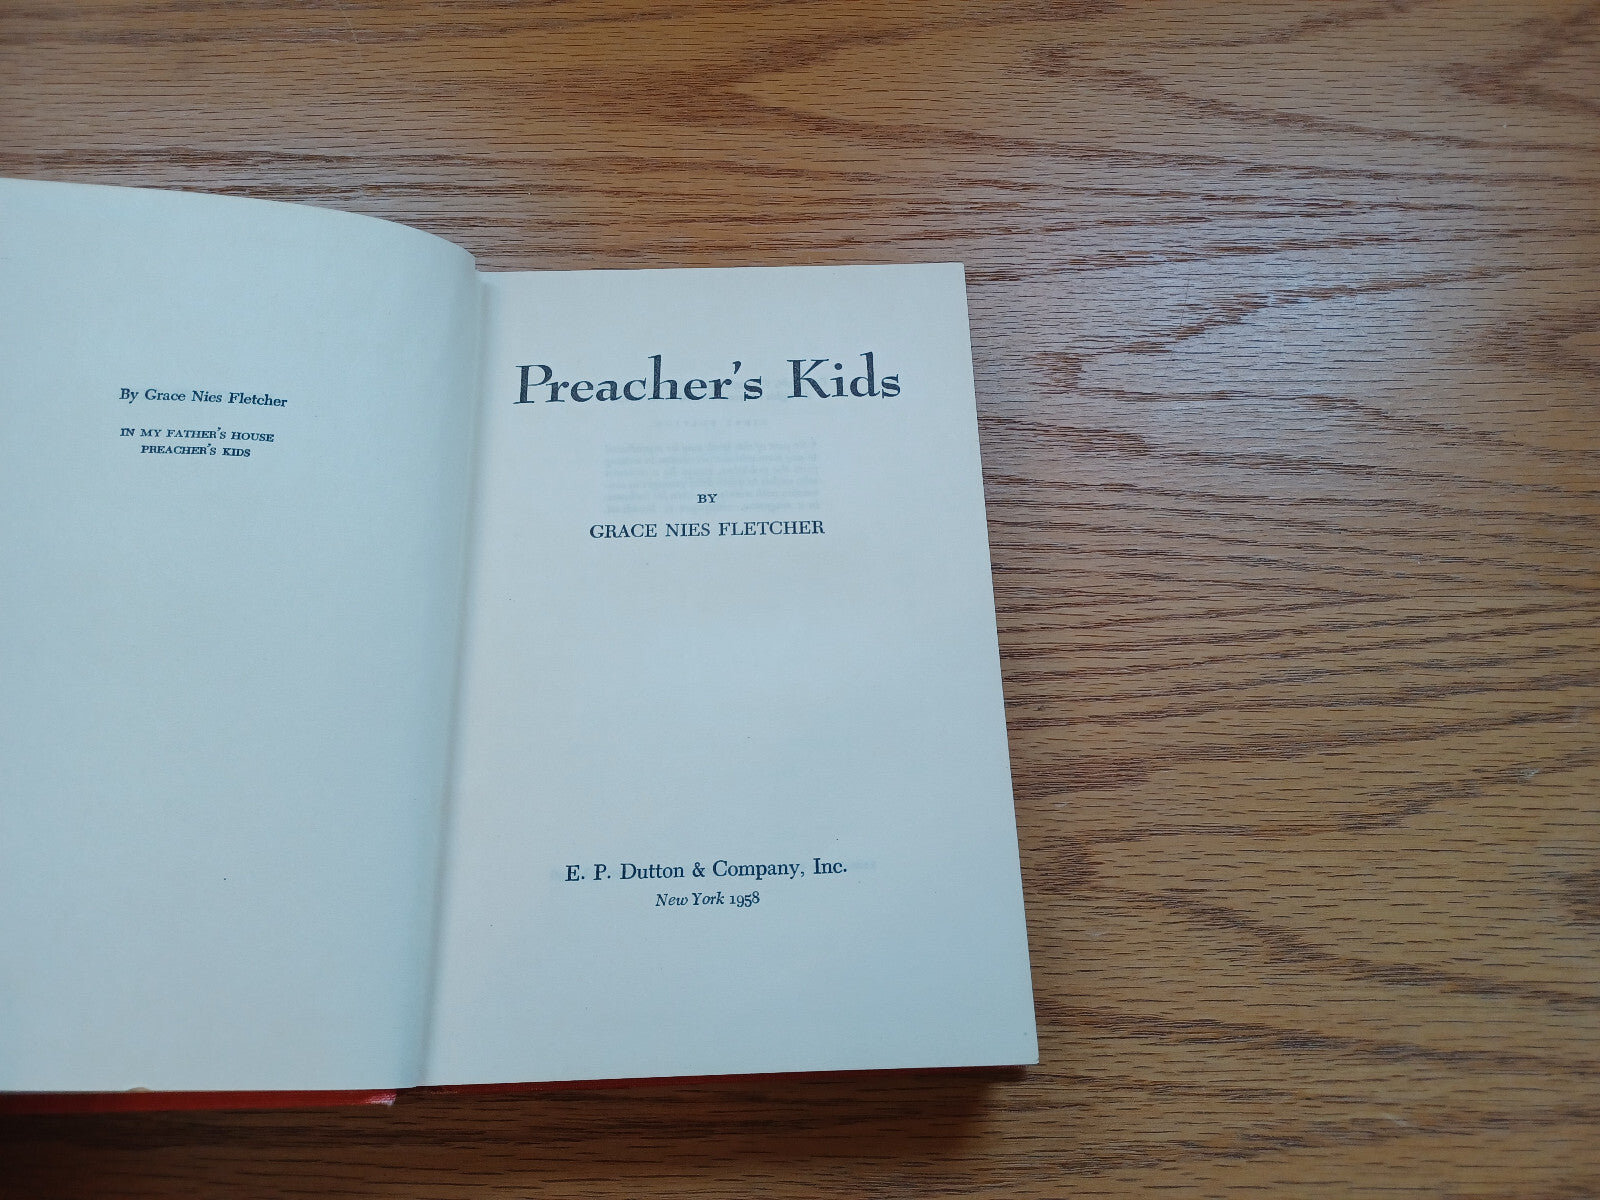 By Grace Nies Fletcher
IN MY FATHER'S HOUSE
PREACHER'S KIDS
Preacher's Kids
BY
GRACE NIES FLETCHER
E. P. Dutton & Company, Inc.
New York 1958